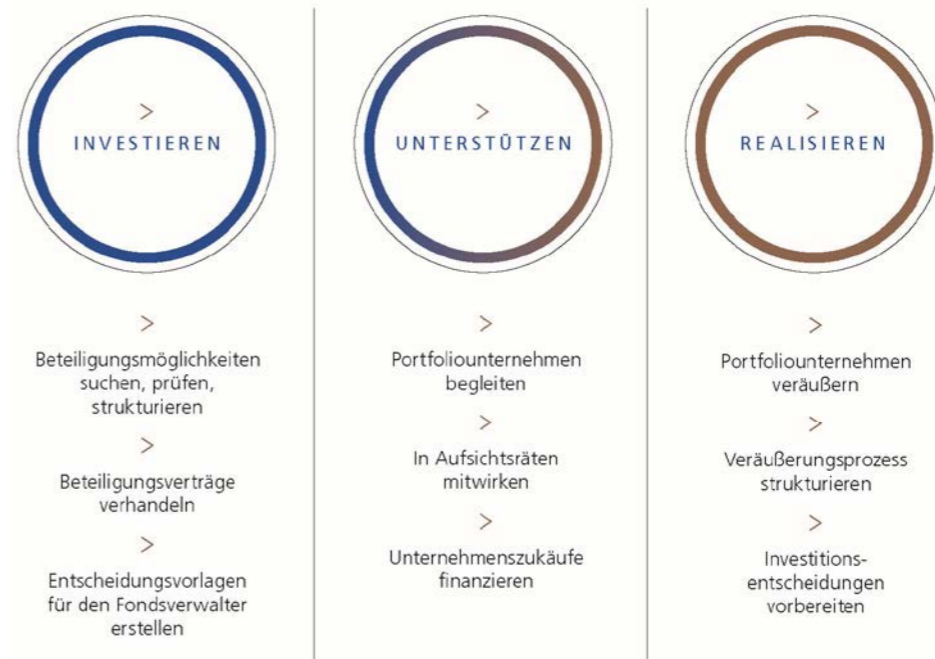 >
INVESTIEREN
>
Beteiligungsmöglichkeiten
suchen, prüfen,
strukturieren
>
Beteiligungsverträge
verhandeln
>
Entscheidungsvorlagen
für den Fondsverwalter
erstellen
>
UNTERSTÜTZEN
>
Portfoliounternehmen
begleiten
>
In Aufsichtsräten
mitwirken
>
Unternehmenszukäufe
finanzieren
>
REALISIEREN
>
Portfoliounternehmen
veräußern
>
Veräußerungsprozess
strukturieren
>
Investitions-
entscheidungen
vorbereiten